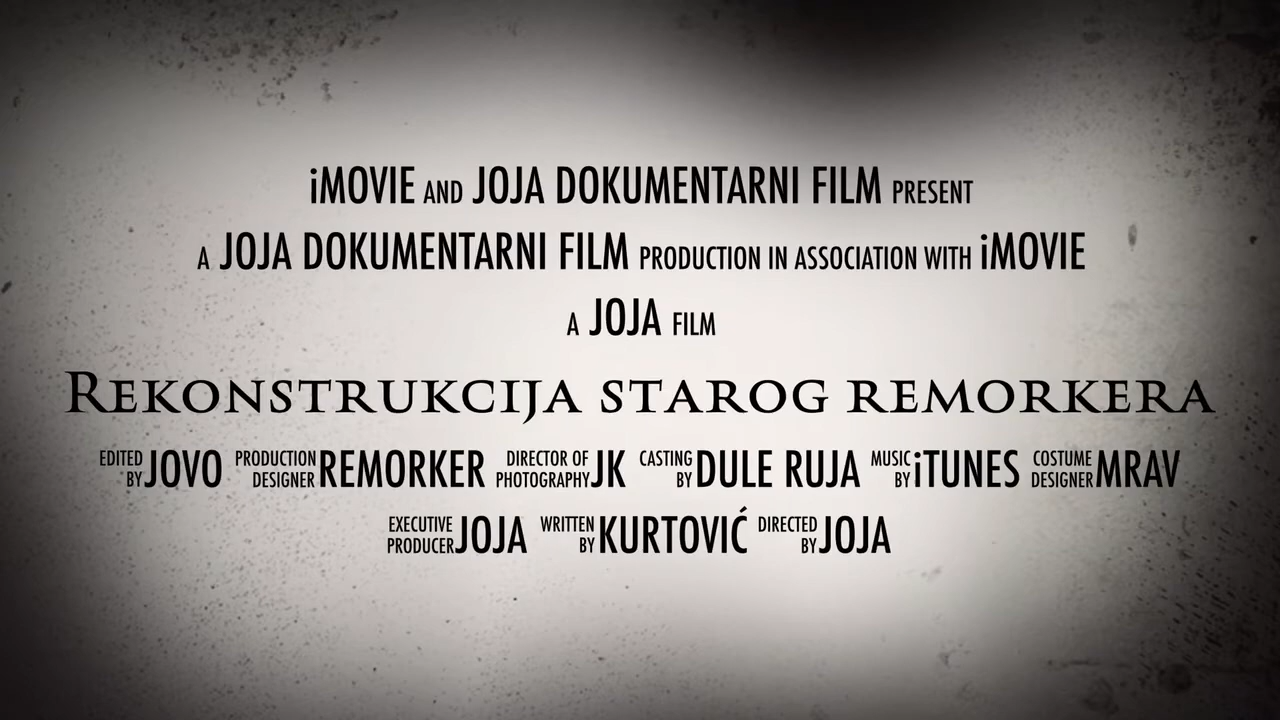 iMOVIE AND JOJA DOKUMENTARNI FILM PRESENT
A JOJA DOKUMENTARNI FILM PRODUCTION IN ASSOCIATION WITH iMOVIE
A JOJA FILM
REKONSTRUKCIJA STAROG REMORKERA
EDITED BY JOVO PRODUCTION DESIGNER REMORKER DIRECTOR OF PHOTOGRAPHY JK CASTING BY DULE RUJA MUSIC BY iTUNES COSTUME DESIGNER MRAV
EXECUTIVE PRODUCER JOJA WRITTEN BY KURTOVIĆ DIRECTED BY JOJA